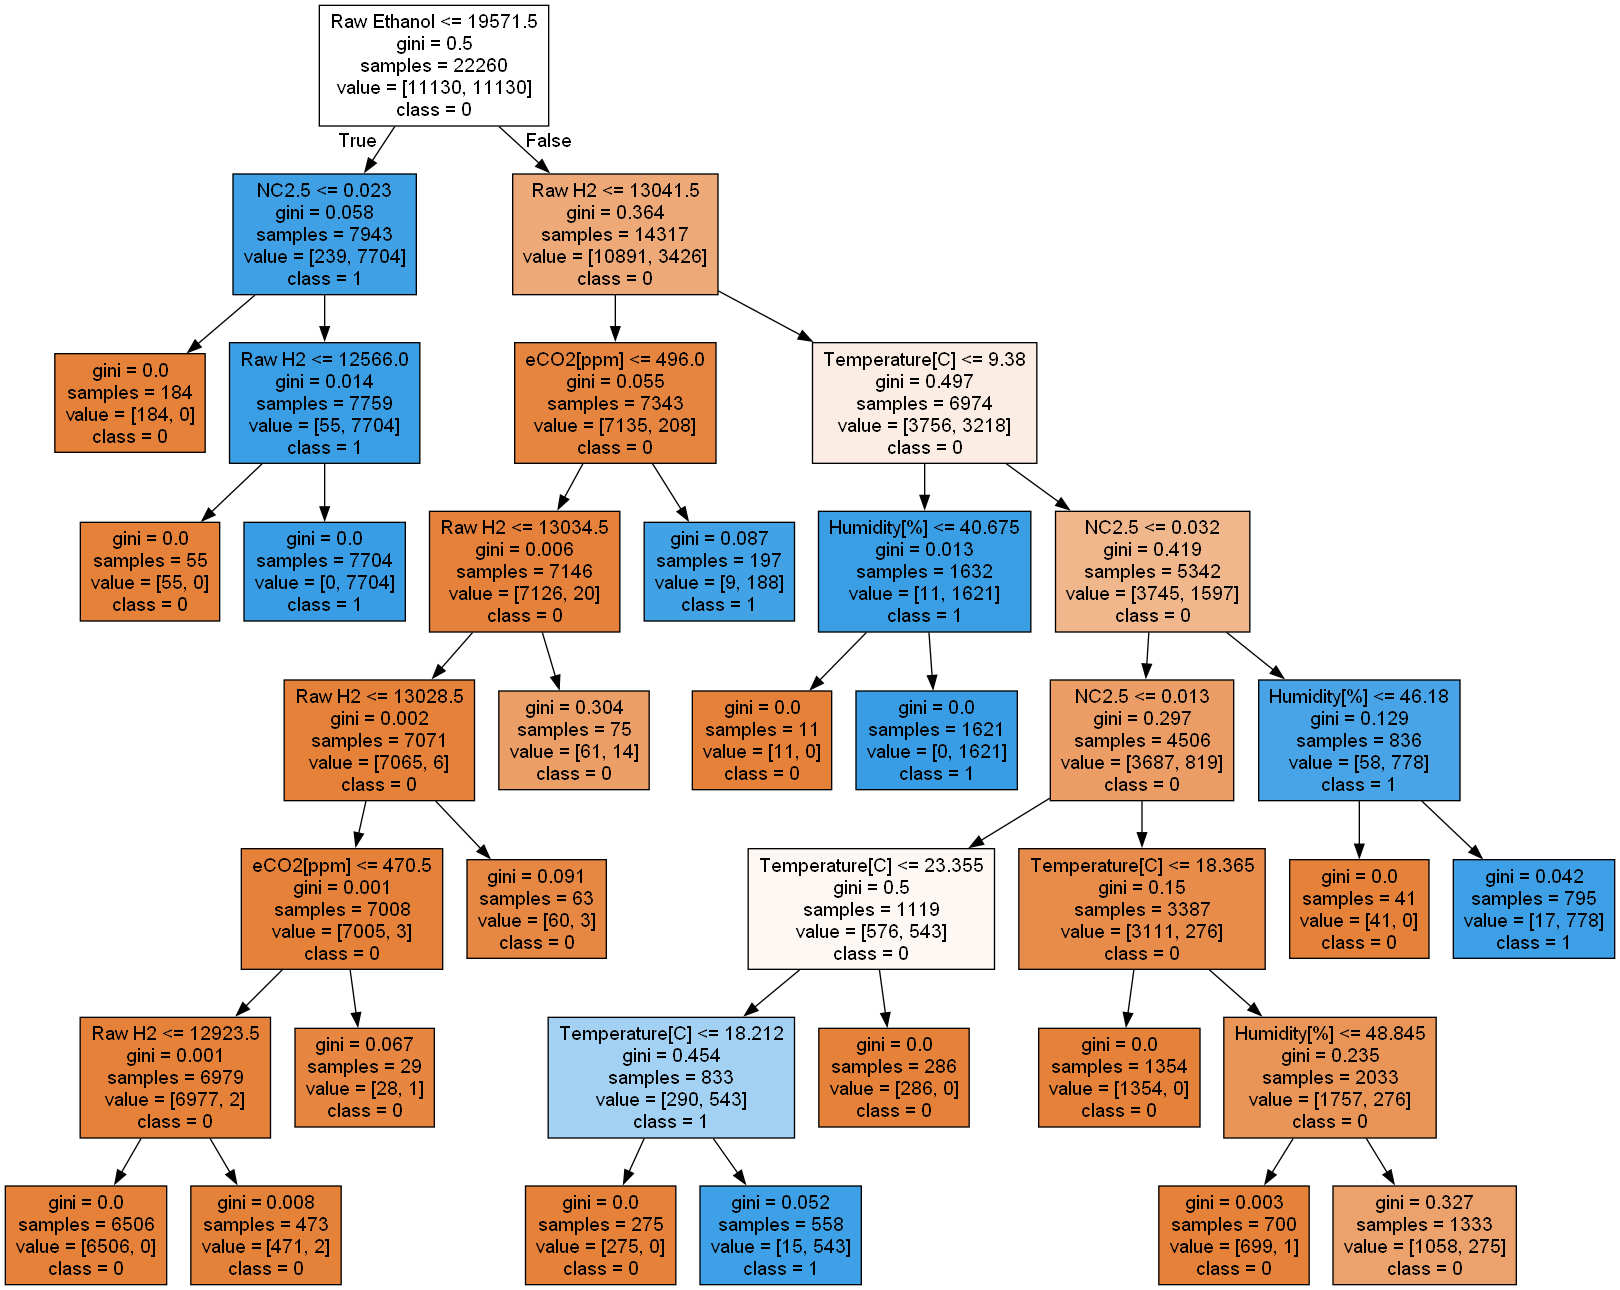 Raw Ethanol <= 19571.5
gini = 0.5
samples = 22260
value = [11130, 11130]
class = 0
True
False
NC2.5 <= 0.023
gini = 0.058
samples = 7943
value = [239, 7704]
class = 1
Raw H2 <= 13041.5
gini = 0.364
samples = 14317
value = [10891, 3426]
class = 0
gini = 0.0
samples = 184
value = [184, 0]
class = 0
Raw H2 <= 12566.0
gini = 0.014
samples = 7759
value = [55, 7704]
class = 1
eCO2[ppm] <= 496.0
gini = 0.055
samples = 7343
value = [7135, 208]
class = 0
Temperature[C] <= 9.38
gini = 0.497
samples = 6974
value = [3756, 3218]
class = 0
gini = 0.0
samples = 55
value = [55, 0]
class = 0
gini = 0.0
samples = 7704
value = [0, 7704]
class = 1
Raw H2 <= 13034.5
gini = 0.006
samples = 7146
value = [7126, 20]
class = 0
gini = 0.087
samples = 197
value = [9, 188]
class = 1
Humidity[%] <= 40.675
gini = 0.013
samples = 1632
value = [11, 1621]
class = 1
NC2.5 <= 0.032
gini = 0.419
samples = 5342
value = [3745, 1597]
class = 0
Raw H2 <= 13028.5
gini = 0.002
samples = 7071
value = [7065, 6]
class = 0
gini = 0.304
samples = 75
value = [61, 14]
class = 0
gini = 0.0
samples = 11
value = [11, 0]
class = 0
gini = 0.0
samples = 1621
value = [0, 1621]
class = 1
NC2.5 <= 0.013
gini = 0.297
samples = 4506
value = [3687, 819]
class = 0
Humidity[%] <= 46.18
gini = 0.129
samples = 836
value = [58, 778]
class = 1
eCO2[ppm] <= 470.5
gini = 0.001
samples = 7008
value = [7005, 3]
class = 0
gini = 0.091
samples = 63
value = [60, 3]
class = 0
Temperature[C] <= 23.355
gini = 0.5
samples = 1119
value = [576, 543]
class = 0
Temperature[C] <= 18.365
gini = 0.15
samples = 3387
value = [3111, 276]
class = 0
gini = 0.0
samples = 41
value = [41, 0]
class = 0
gini = 0.042
samples = 795
value = [17, 778]
class = 1
Raw H2 <= 12923.5
gini = 0.001
samples = 6979
value = [6977, 2]
class = 0
gini = 0.067
samples = 29
value = [28, 1]
class = 0
Temperature[C] <= 18.212
gini = 0.454
samples = 833
value = [290, 543]
class = 1
gini = 0.0
samples = 286
value = [286, 0]
class = 0
gini = 0.0
samples = 1354
value = [1354, 0]
class = 0
Humidity[%] <= 48.845
gini = 0.235
samples = 2033
value = [1757, 276]
class = 0
gini = 0.0
samples = 6506
value = [6506, 0]
class = 0
gini = 0.008
samples = 473
value = [471, 2]
class = 0
gini = 0.0
samples = 275
value = [275, 0]
class = 0
gini = 0.052
samples = 558
value = [15, 543]
class = 1
gini = 0.003
samples = 700
value = [699, 1]
class = 0
gini = 0.327
samples = 1333
value = [1058, 275]
class = 0